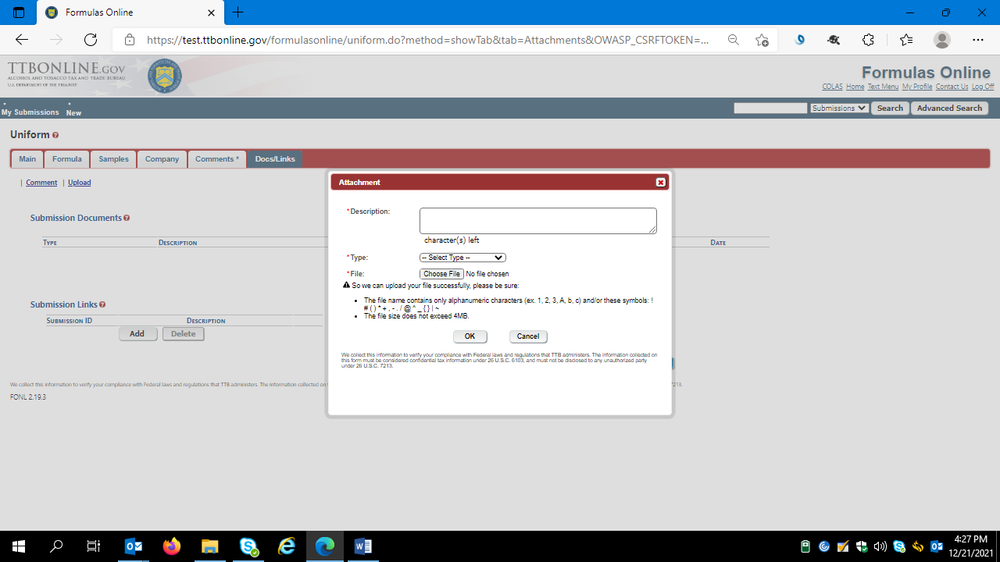 Formulas Online
https://test.ttbonline.gov/formulasonline/uniform.do?method=showTab&tab=Attachments&OWASP_CSRFTOKEN=...
TTBONLINE.GOV
ALCOHOL AND TOBACCO TAX AND TRADE BUREAU
U.S. DEPARTMENT OF THE TREASURY
Formulas Online
COLAS Home Text Menu My Profile Contact Us Log Off
My Submissions New
Submissions Search Advanced Search
Uniform
Main Formula Samples Company Comments * Docs/Links
| Comment | Upload
Attachment
Submission Documents
TYPE DESCRIPTION DATE
* Description:
character(s) left
* Type: -- Select Type --
* File: Choose File No file chosen
So we can upload your file successfully, please be sure:
• The file name contains only alphanumeric characters (ex. 1, 2, 3, A, b, c) and/or these symbols: !
# ( ) * + , - . / @ ^ _ { } | ~
• The file size does not exceed 4MB.
OK Cancel
We collect this information to verify your compliance with Federal laws and regulations that TTB administers. The information collected on
this form must be considered confidential tax information under 26 U.S.C. 6103, and must not be disclosed to any unauthorized party
under 26 U.S.C. 7213.
Submission Links
SUBMISSION ID DESCRIPTION
Add Delete
We collect this information to verify your compliance with Federal laws and regulations that TTB administers. The information collected on
7213.
FONL 2.19.3
4:27 PM
12/21/2021